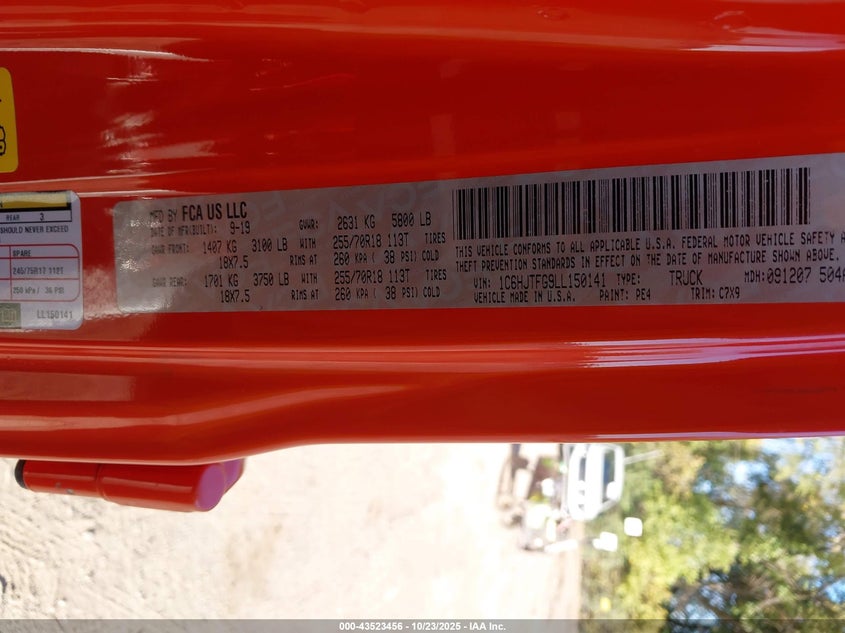 REAR 3
SHOULD NEVER EXCEED
SPARE
245/75R17 112T
250 kPa / 36 PSI
LL150141
MFD BY FCA US LLC
DATE OF MFR(BUILT): 9-19
GVWR: 2631 KG 5800 LB
GAWR FRONT: 1407 KG 3100 LB WITH 255/70R18 113T TIRES
18X7.5 RIMS AT 260 KPA ( 38 PSI) COLD
GAWR REAR: 1701 KG 3750 LB WITH 255/70R18 113T TIRES
18X7.5 RIMS AT 260 KPA ( 38 PSI) COLD
THIS VEHICLE CONFORMS TO ALL APPLICABLE U.S.A. FEDERAL MOTOR VEHICLE SAFETY A
THEFT PREVENTION STANDARDS IN EFFECT ON THE DATE OF MANUFACTURE SHOWN ABOVE.
VIN: 1C6HJTFG9LL150141 TYPE: TRUCK MDH: 091207 504A
MADE IN U.S.A. PAINT: PE4 TRIM: C7X9
000-43523456 - 10/23/2025 - IAA Inc.